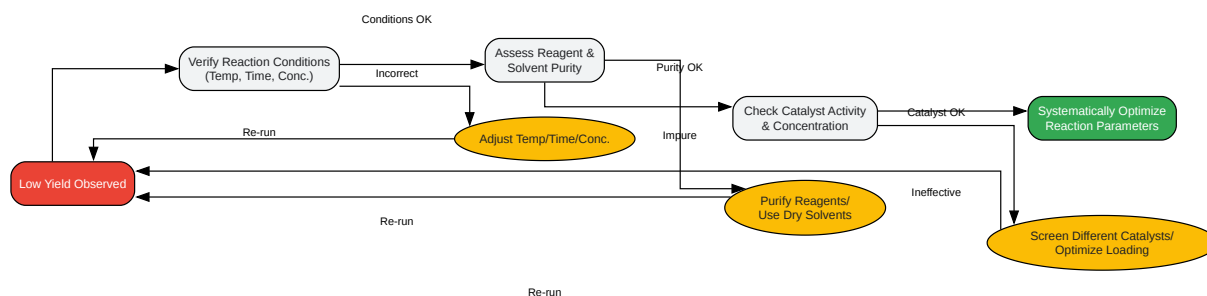 Conditions OK
Verify Reaction Conditions
(Temp, Time, Conc.)
Incorrect
Assess Reagent &
Solvent Purity
Purity OK
Check Catalyst Activity
& Concentration
Catalyst OK
Systematically Optimize
Reaction Parameters
Re-run
Adjust Temp/Time/Conc.
Impure
Low Yield Observed
Purify Reagents/
Use Dry Solvents
Ineffective
Re-run
Screen Different Catalysts/
Optimize Loading
Re-run